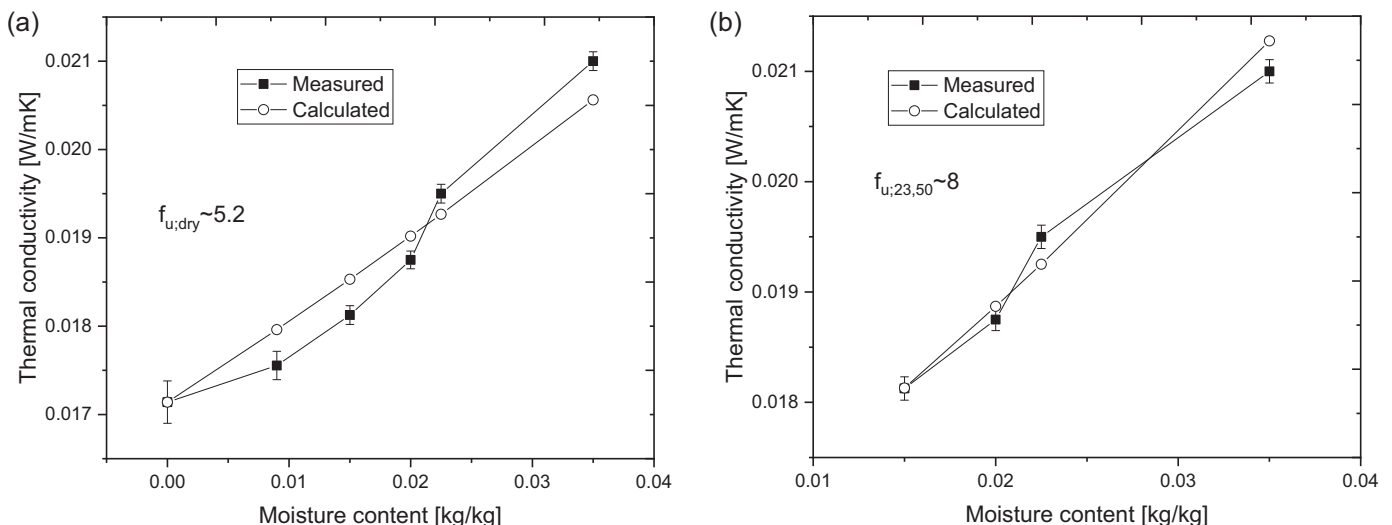 (a)
0.021
0.020
0.019
0.018
0.017
Thermal conductivity [W/mK]
Measured
Calculated
f_u;dry~5.2
0.00 0.01 0.02 0.03 0.04
Moisture content [kg/kg]
(b)
0.021
0.020
0.019
0.018
Thermal conductivity [W/mK]
Measured
Calculated
f_u;23,50~8
0.01 0.02 0.03 0.04
Moisture content [kg/kg]